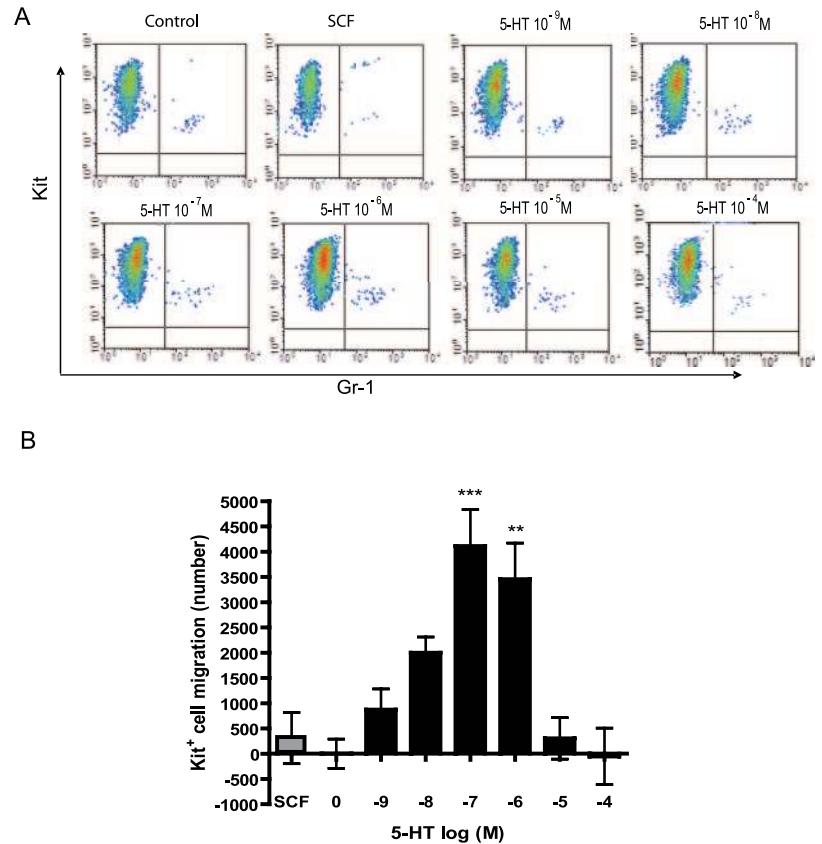 A
Control SCF 5-HT 10⁻⁹M 5-HT 10⁻⁸M
5-HT 10⁻⁷M 5-HT 10⁻⁶M 5-HT 10⁻⁵M 5-HT 10⁻⁴M
Kit
Gr-1
B
Kit⁺ cell migration (number)
5000
4500
4000
3500
3000
2500
2000
1500
1000
500
0
-500
-1000
***
**
SCF 0 -9 -8 -7 -6 -5 -4
5-HT log (M)